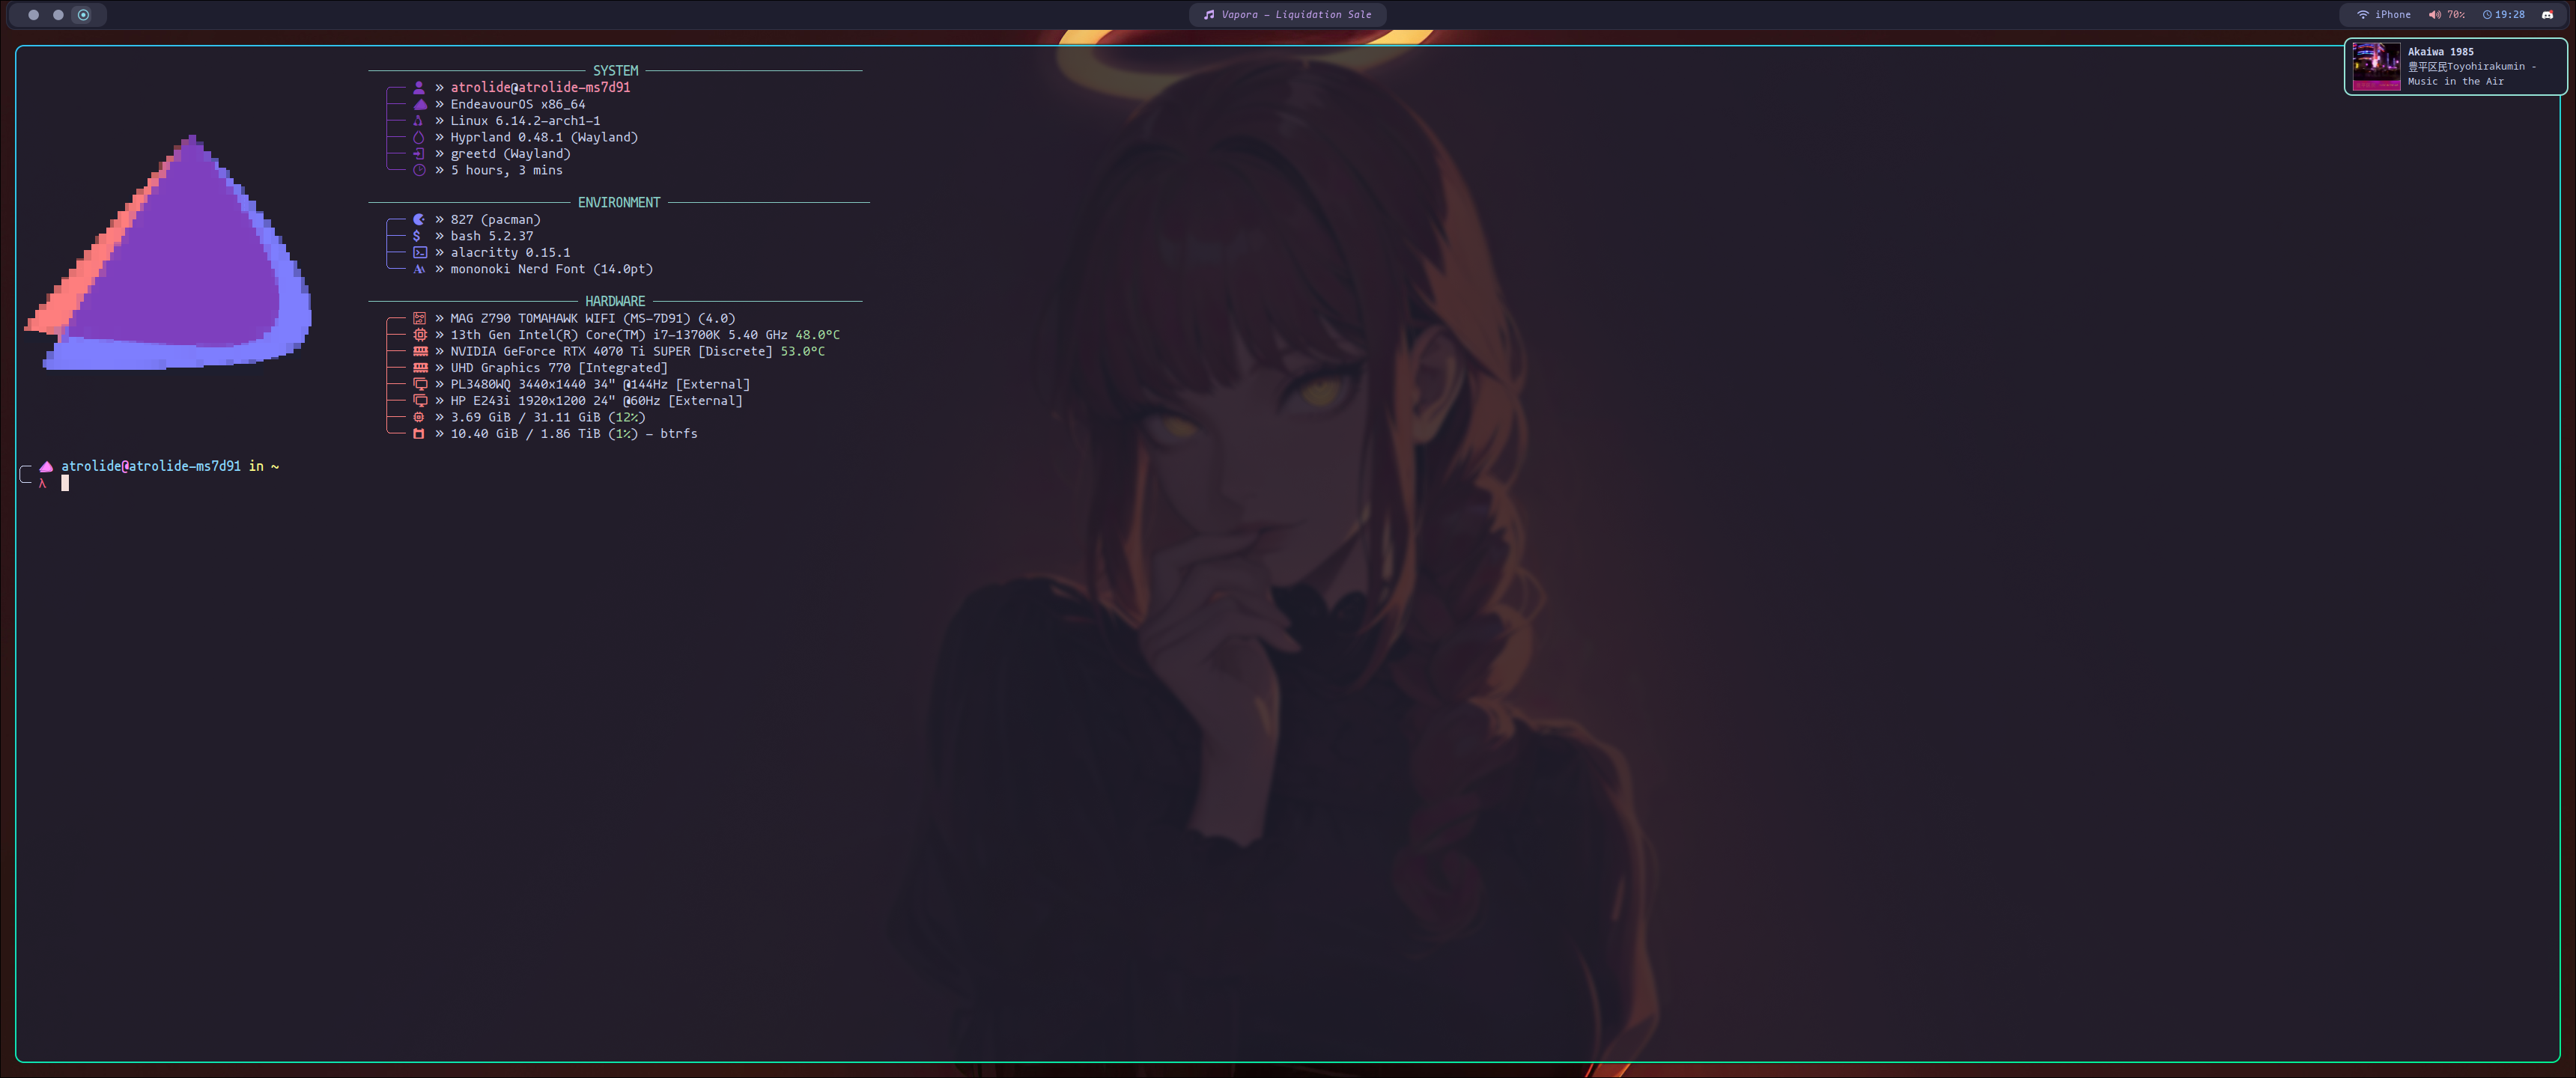 Vapora – Liquidation Sale
iPhone
70%
19:28
Akaiwa 1985
豊平区民Toyohirakumin -
Music in the Air
SYSTEM
» atrolide@atrolide-ms7d91
» EndeavourOS x86_64
» Linux 6.14.2-arch1-1
» Hyprland 0.48.1 (Wayland)
» greetd (Wayland)
» 5 hours, 3 mins
ENVIRONMENT
» 827 (pacman)
$ » bash 5.2.37
» alacritty 0.15.1
» mononoki Nerd Font (14.0pt)
HARDWARE
» MAG Z790 TOMAHAWK WIFI (MS-7D91) (4.0)
» 13th Gen Intel(R) Core(TM) i7-13700K 5.40 GHz 48.0°C
» NVIDIA GeForce RTX 4070 Ti SUPER [Discrete] 53.0°C
» UHD Graphics 770 [Integrated]
» PL3480WQ 3440x1440 34" @144Hz [External]
» HP E243i 1920x1200 24" @60Hz [External]
» 3.69 GiB / 31.11 GiB (12%)
» 10.40 GiB / 1.86 TiB (1%) - btrfs
atrolide@atrolide-ms7d91 in ~
λ